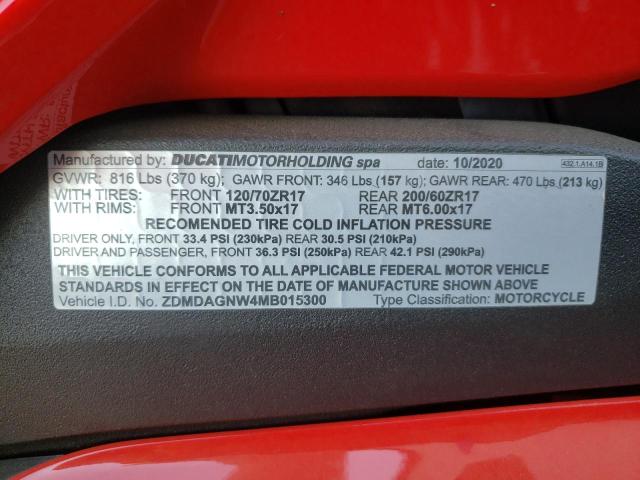 Manufactured by: DUCATIMOTORHOLDING spa date: 10/2020 432.1.A14.1B
GVWR: 816 Lbs (370 kg); GAWR FRONT: 346 Lbs (157 kg); GAWR REAR: 470 Lbs (213 kg)
WITH TIRES: FRONT 120/70ZR17 REAR 200/60ZR17
WITH RIMS: FRONT MT3.50x17 REAR MT6.00x17
RECOMENDED TIRE COLD INFLATION PRESSURE
DRIVER ONLY, FRONT 33.4 PSI (230kPa) REAR 30.5 PSI (210kPa)
DRIVER AND PASSENGER, FRONT 36.3 PSI (250kPa) REAR 42.1 PSI (290kPa)
THIS VEHICLE CONFORMS TO ALL APPLICABLE FEDERAL MOTOR VEHICLE
STANDARDS IN EFFECT ON THE DATE OF MANUFACTURE SHOWN ABOVE
Vehicle I.D. No. ZDMDAGNW4MB015300 Type Classification: MOTORCYCLE